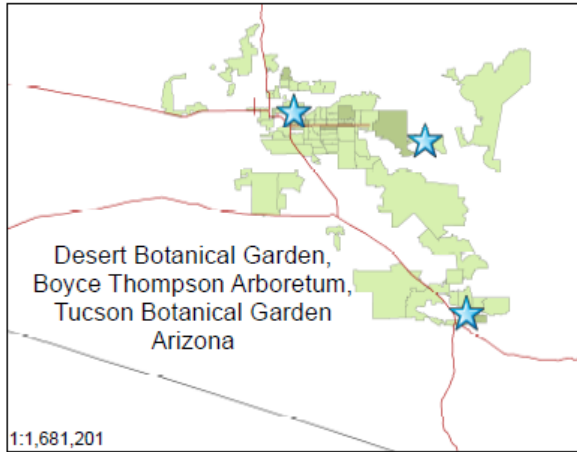 Desert Botanical Garden,
Boyce Thompson Arboretum,
Tucson Botanical Garden
Arizona
1:1,681,201